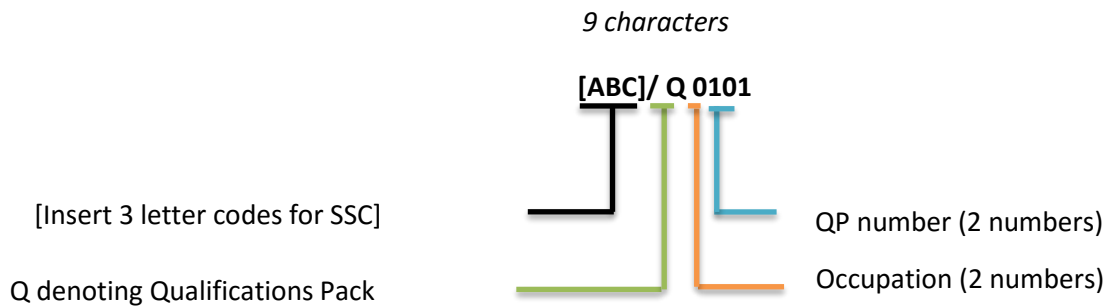 9 characters
[ABC]/ Q 0101
[Insert 3 letter codes for SSC]
QP number (2 numbers)
Q denoting Qualifications Pack
Occupation (2 numbers)